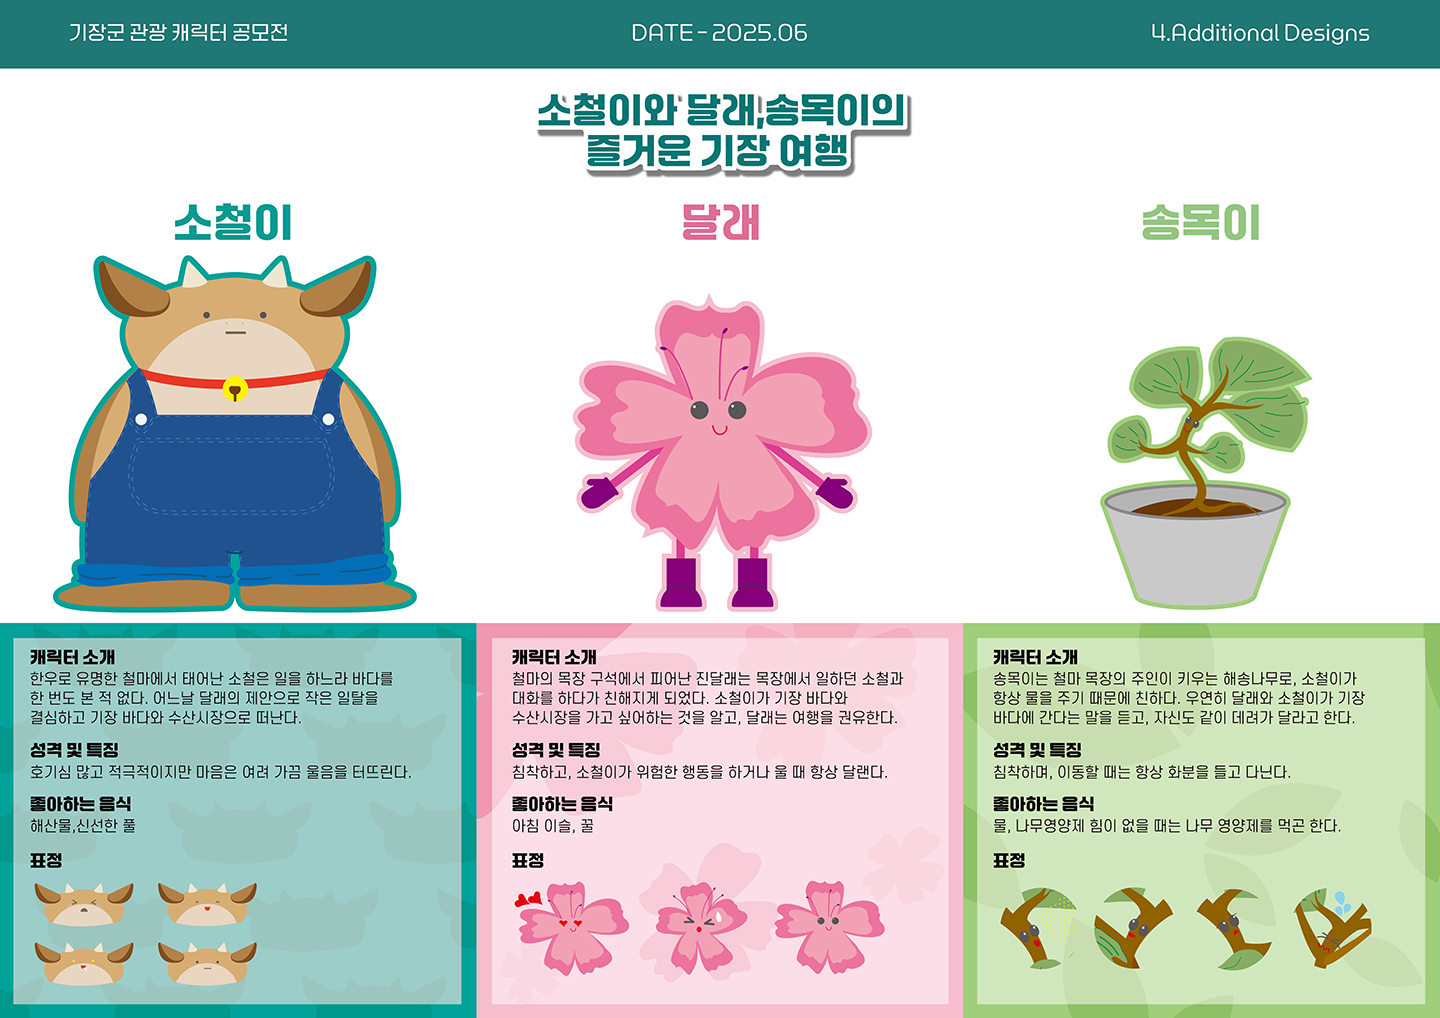 기장군 관광 캐릭터 공모전
DATE - 2025.06
4.Additional Designs
소철이와 달래,송목이의
즐거운 기장 여행
소철이
달래
송목이
캐릭터 소개
한우로 유명한 철마에서 태어난 소철은 일을 하느라 바다를
한 번도 본 적 없다. 어느날 달래의 제안으로 작은 일탈을
결심하고 기장 바다와 수산시장으로 떠난다.
성격 및 특징
호기심 많고 적극적이지만 마음은 여려 가끔 울음을 터뜨린다.
좋아하는 음식
해산물,신선한 풀
표정
캐릭터 소개
철마의 목장 구석에서 피어난 진달래는 목장에서 일하던 소철과
대화를 하다가 친해지게 되었다. 소철이가 기장 바다와
수산시장을 가고 싶어하는 것을 알고, 달래는 여행을 권유한다.
성격 및 특징
침착하고, 소철이가 위험한 행동을 하거나 울 때 항상 달랜다.
좋아하는 음식
아침 이슬, 꿀
표정
캐릭터 소개
송목이는 철마 목장의 주인이 키우는 해송나무로, 소철이가
항상 물을 주기 때문에 친하다. 우연히 달래와 소철이가 기장
바다에 간다는 말을 듣고, 자신도 같이 데려가 달라고 한다.
성격 및 특징
침착하며, 이동할 때는 항상 화분을 들고 다닌다.
좋아하는 음식
물, 나무영양제 힘이 없을 때는 나무 영양제를 먹곤 한다.
표정